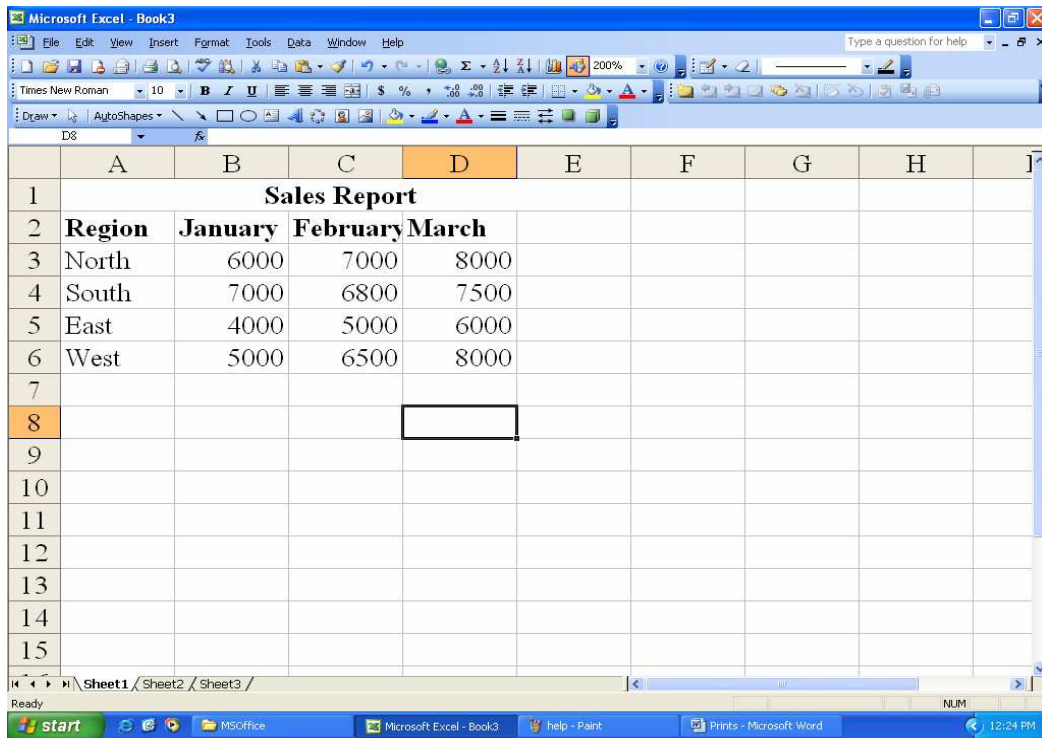 Microsoft Excel - Book3
File Edit View Insert Format Tools Data Window Help Type a question for help
200%
Times New Roman 10 B I U $ % , A
Draw AutoShapes A
D8 fx
A B C D E F G H I
1 Sales Report
2 Region January February March
3 North 6000 7000 8000
4 South 7000 6800 7500
5 East 4000 5000 6000
6 West 5000 6500 8000
7
8
9
10
11
12
13
14
15
Sheet1 / Sheet2 / Sheet3 /
Ready NUM
start MSOffice Microsoft Excel - Book3 help - Paint Prints - Microsoft Word 12:24 PM